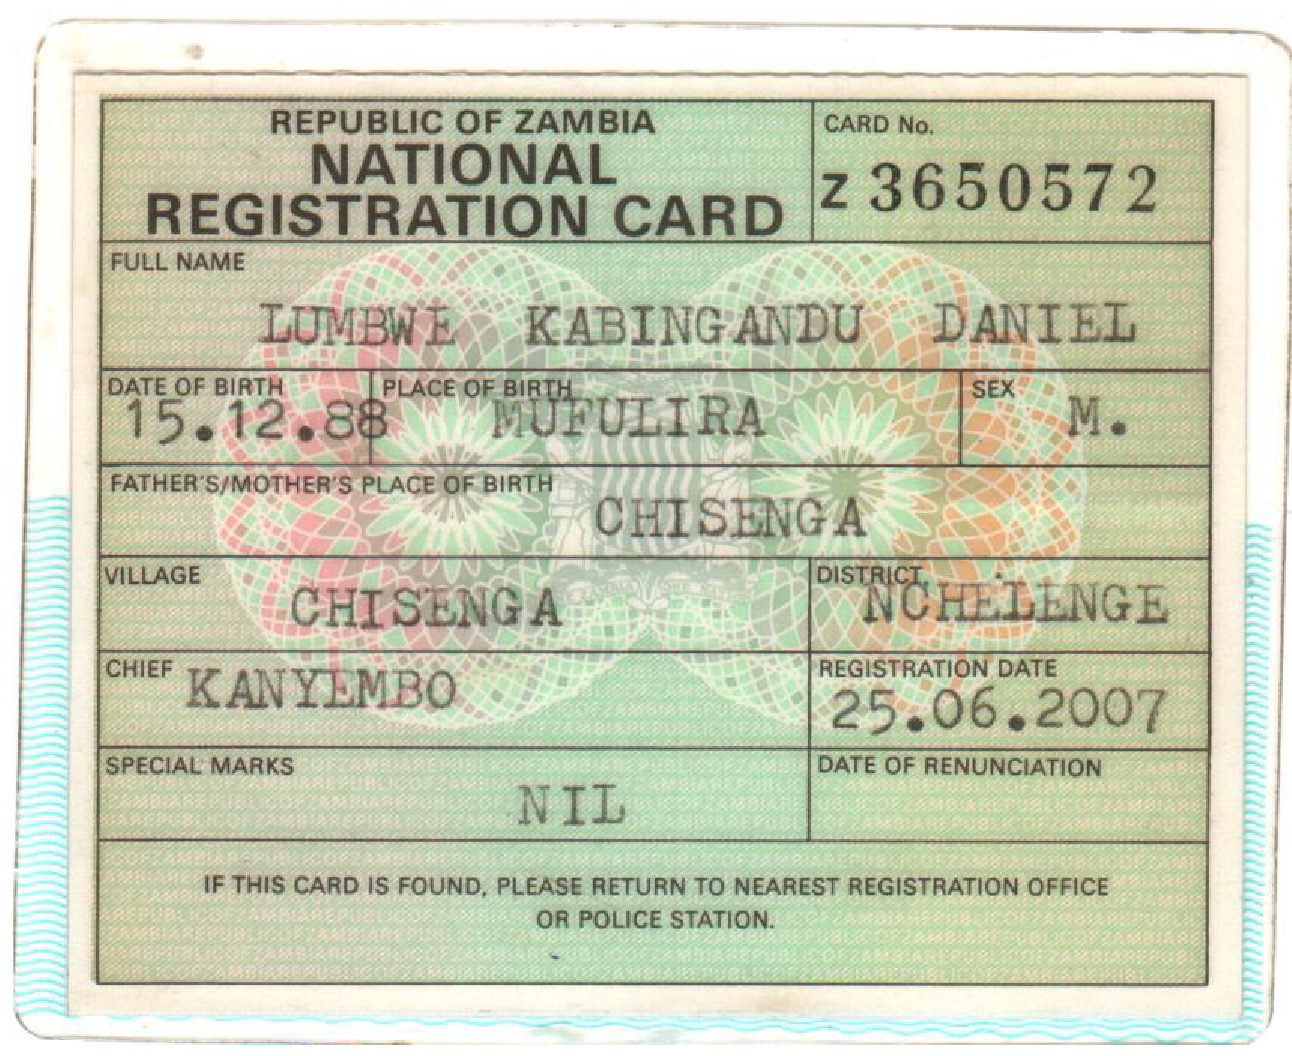 REPUBLIC OF ZAMBIA
NATIONAL
REGISTRATION CARD
CARD No.
Z 3650572
FULL NAME
LUMBWE KABINGANDU DANIEL
DATE OF BIRTH
15.12.88
PLACE OF BIRTH
MUFULIRA
SEX
M.
FATHER'S/MOTHER'S PLACE OF BIRTH
CHISENGA
VILLAGE
CHISENGA
DISTRICT
NCHELENGE
CHIEF
KANYEMBO
REGISTRATION DATE
25.06.2007
SPECIAL MARKS
NIL
DATE OF RENUNCIATION
IF THIS CARD IS FOUND, PLEASE RETURN TO NEAREST REGISTRATION OFFICE
OR POLICE STATION.